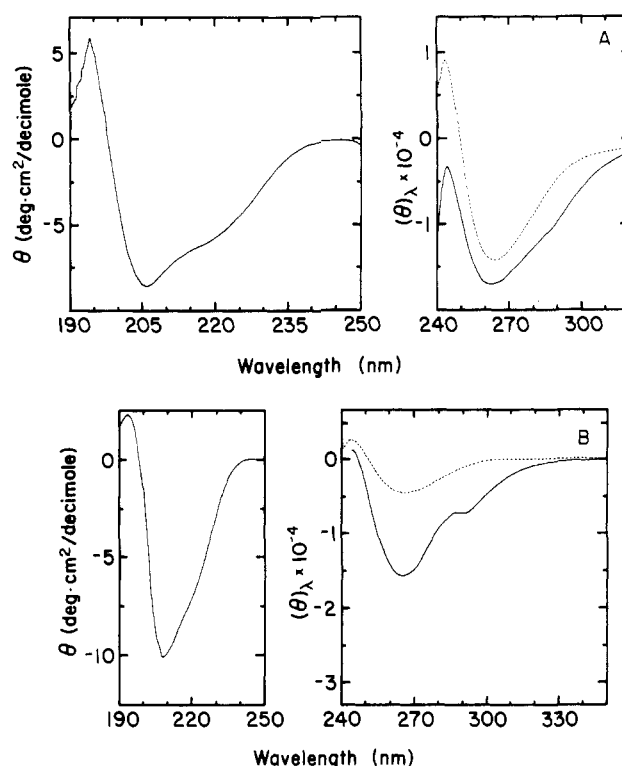 A
5
0
-5
θ (deg·cm²/decimole)
190 205 220 235 250
1
0
-1
(θ)λ × 10⁻⁴
240 270 300
Wavelength (nm)
B
0
-5
-10
θ (deg·cm²/decimole)
190 250
0
-1
-2
-3
(θ)λ × 10⁻⁴
240 270 300 330
Wavelength (nm)